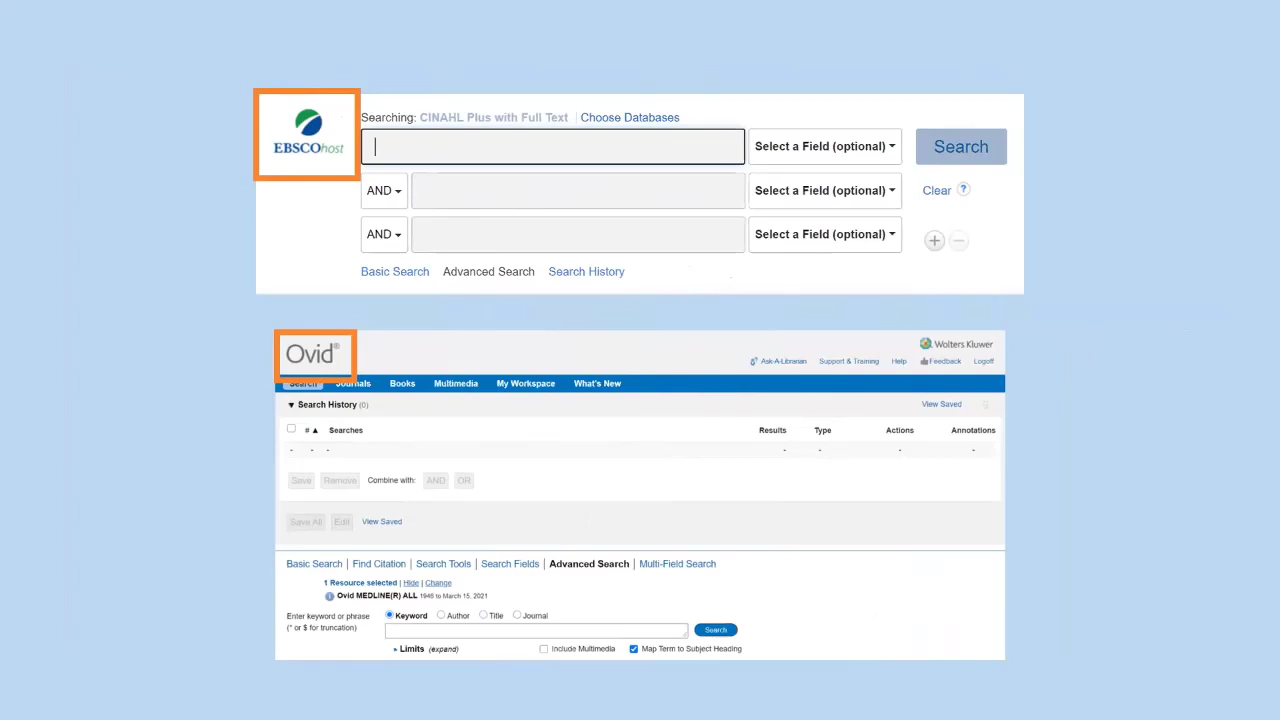 Searching: CINAHL Plus with Full Text Choose Databases
EBSCOhost
Select a Field (optional) Search
AND Select a Field (optional) Clear ?
AND Select a Field (optional)
Basic Search Advanced Search Search History
Ovid® Wolters Kluwer
Ask-A-Librarian Support & Training Help Feedback Logoff
Search Journals Books Multimedia My Workspace What's New
Search History (0) View Saved
# ▲ Searches Results Type Actions Annotations
- - - - - - -
Save Remove Combine with: AND OR
Save All Edit View Saved
Basic Search | Find Citation | Search Tools | Search Fields | Advanced Search | Multi-Field Search
1 Resource selected | Hide | Change
Ovid MEDLINE(R) ALL 1946 to March 15, 2021
Enter keyword or phrase
(* or $ for truncation)
Keyword Author Title Journal
Search
Limits (expand) Include Multimedia Map Term to Subject Heading